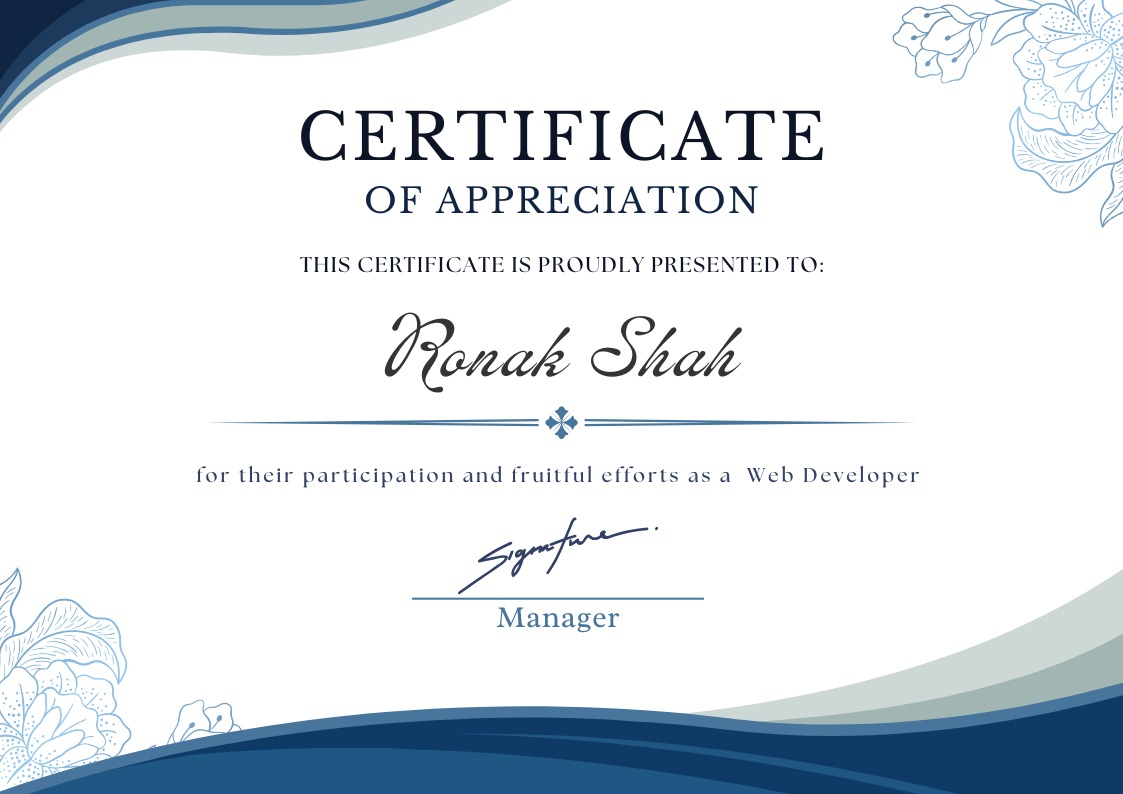 CERTIFICATE
OF APPRECIATION
THIS CERTIFICATE IS PROUDLY PRESENTED TO:
Ronak Shah
for their participation and fruitful efforts as a Web Developer
Signature
Manager